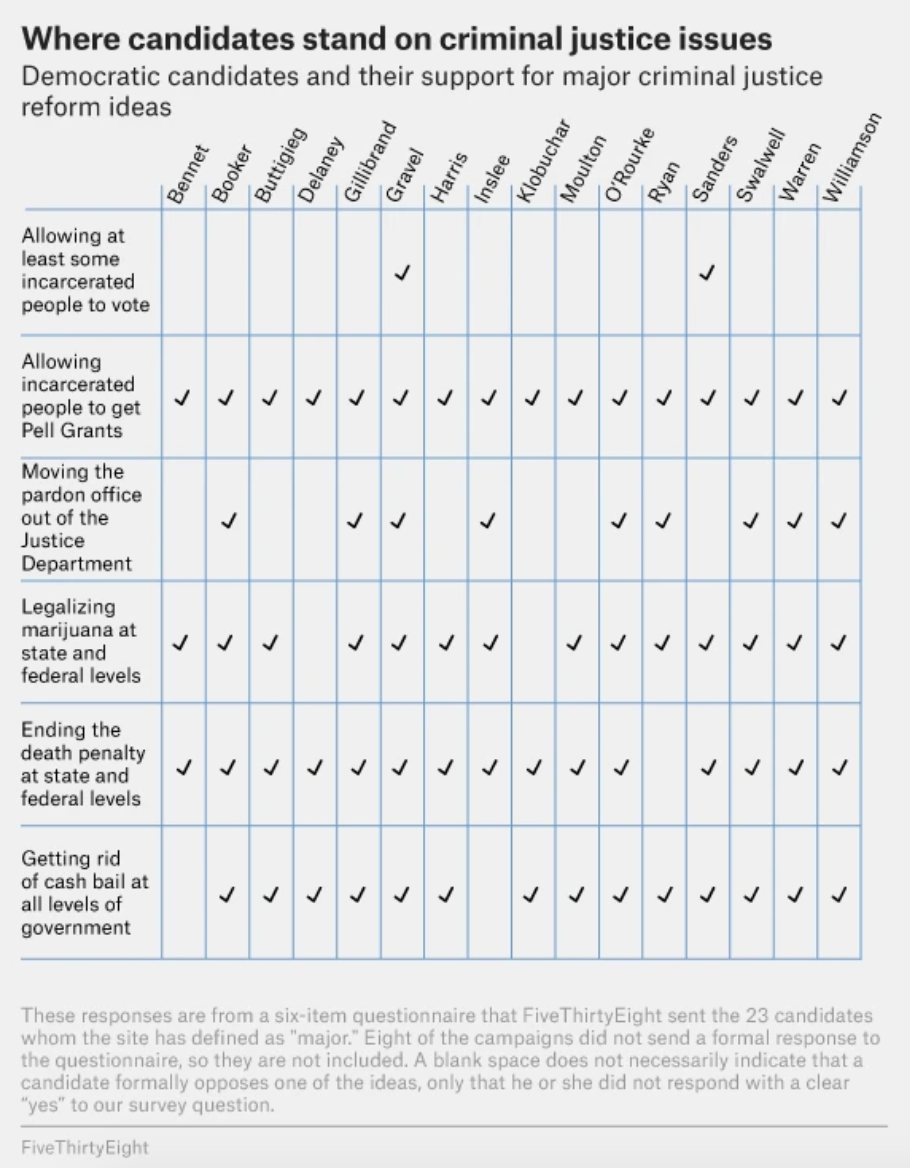 Where candidates stand on criminal justice issues
Democratic candidates and their support for major criminal justice
reform ideas
Bennet
Booker
Buttigieg
Delaney
Gillibrand
Gravel
Harris
Inslee
Klobuchar
Moulton
O'Rourke
Ryan
Sanders
Swalwell
Warren
Williamson
Allowing at
least some
incarcerated
people to vote
Allowing
incarcerated
people to get
Pell Grants
Moving the
pardon office
out of the
Justice
Department
Legalizing
marijuana at
state and
federal levels
Ending the
death penalty
at state and
federal levels
Getting rid
of cash bail at
all levels of
government
These responses are from a six-item questionnaire that FiveThirtyEight sent the 23 candidates
whom the site has defined as "major." Eight of the campaigns did not send a formal response to
the questionnaire, so they are not included. A blank space does not necessarily indicate that a
candidate formally opposes one of the ideas, only that he or she did not respond with a clear
“yes” to our survey question.
FiveThirtyEight